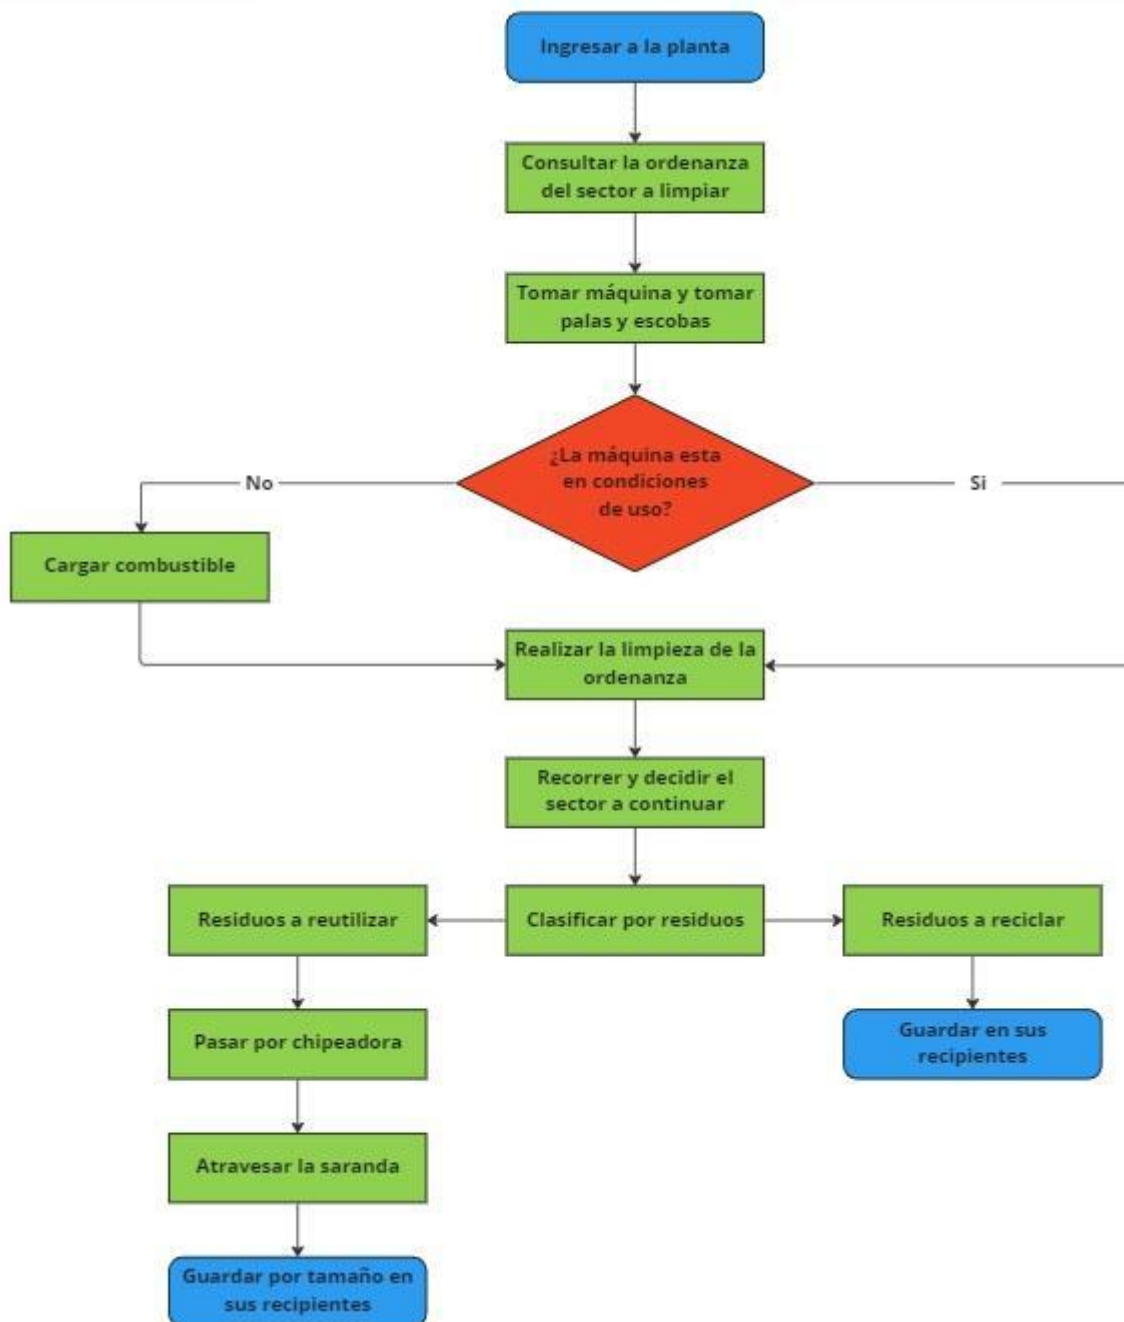 Ingresar a la planta
Consultar la ordenanza
del sector a limpiar
Tomar máquina y tomar
palas y escobas
¿La máquina esta
en condiciones
de uso?
No
Si
Cargar combustible
Realizar la limpieza de la
ordenanza
Recorrer y decidir el
sector a continuar
Residuos a reutilizar
Clasificar por residuos
Residuos a reciclar
Pasar por chipeadora
Guardar en sus
recipientes
Atravesar la saranda
Guardar por tamaño en
sus recipientes